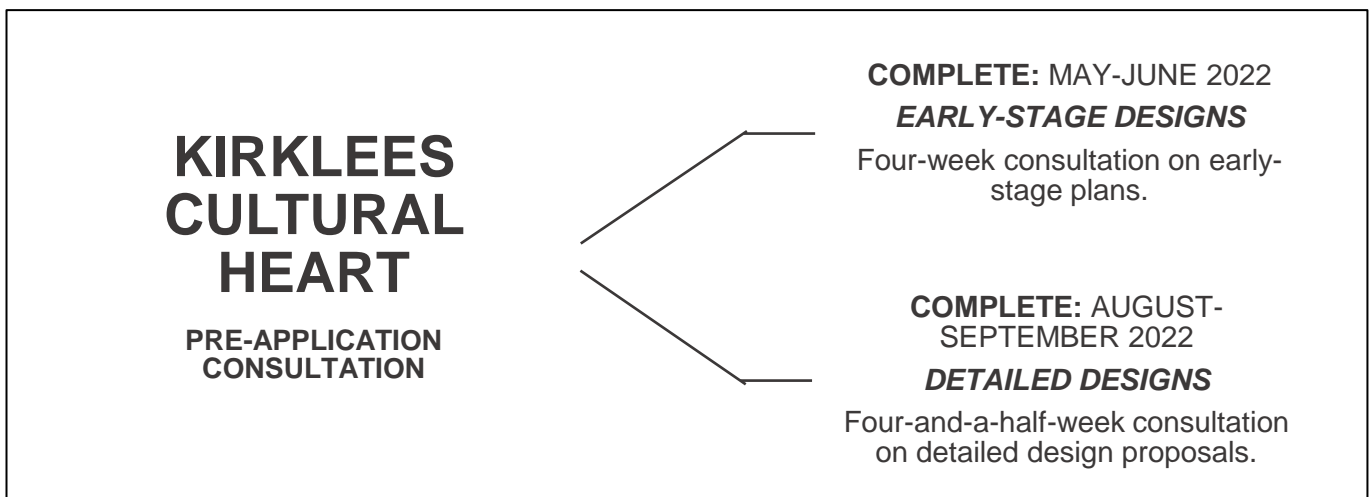 KIRKLEES
CULTURAL
HEART
PRE-APPLICATION
CONSULTATION
COMPLETE: MAY-JUNE 2022
EARLY-STAGE DESIGNS
Four-week consultation on early-
stage plans.
COMPLETE: AUGUST-
SEPTEMBER 2022
DETAILED DESIGNS
Four-and-a-half-week consultation
on detailed design proposals.